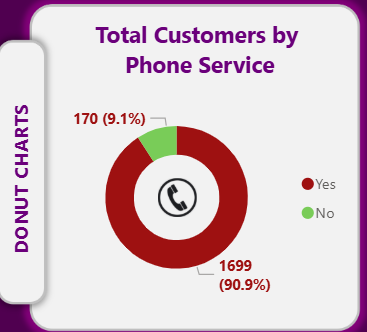 Total Customers by
Phone Service
DONUT CHARTS
170 (9.1%)
Yes
No
1699
(90.9%)